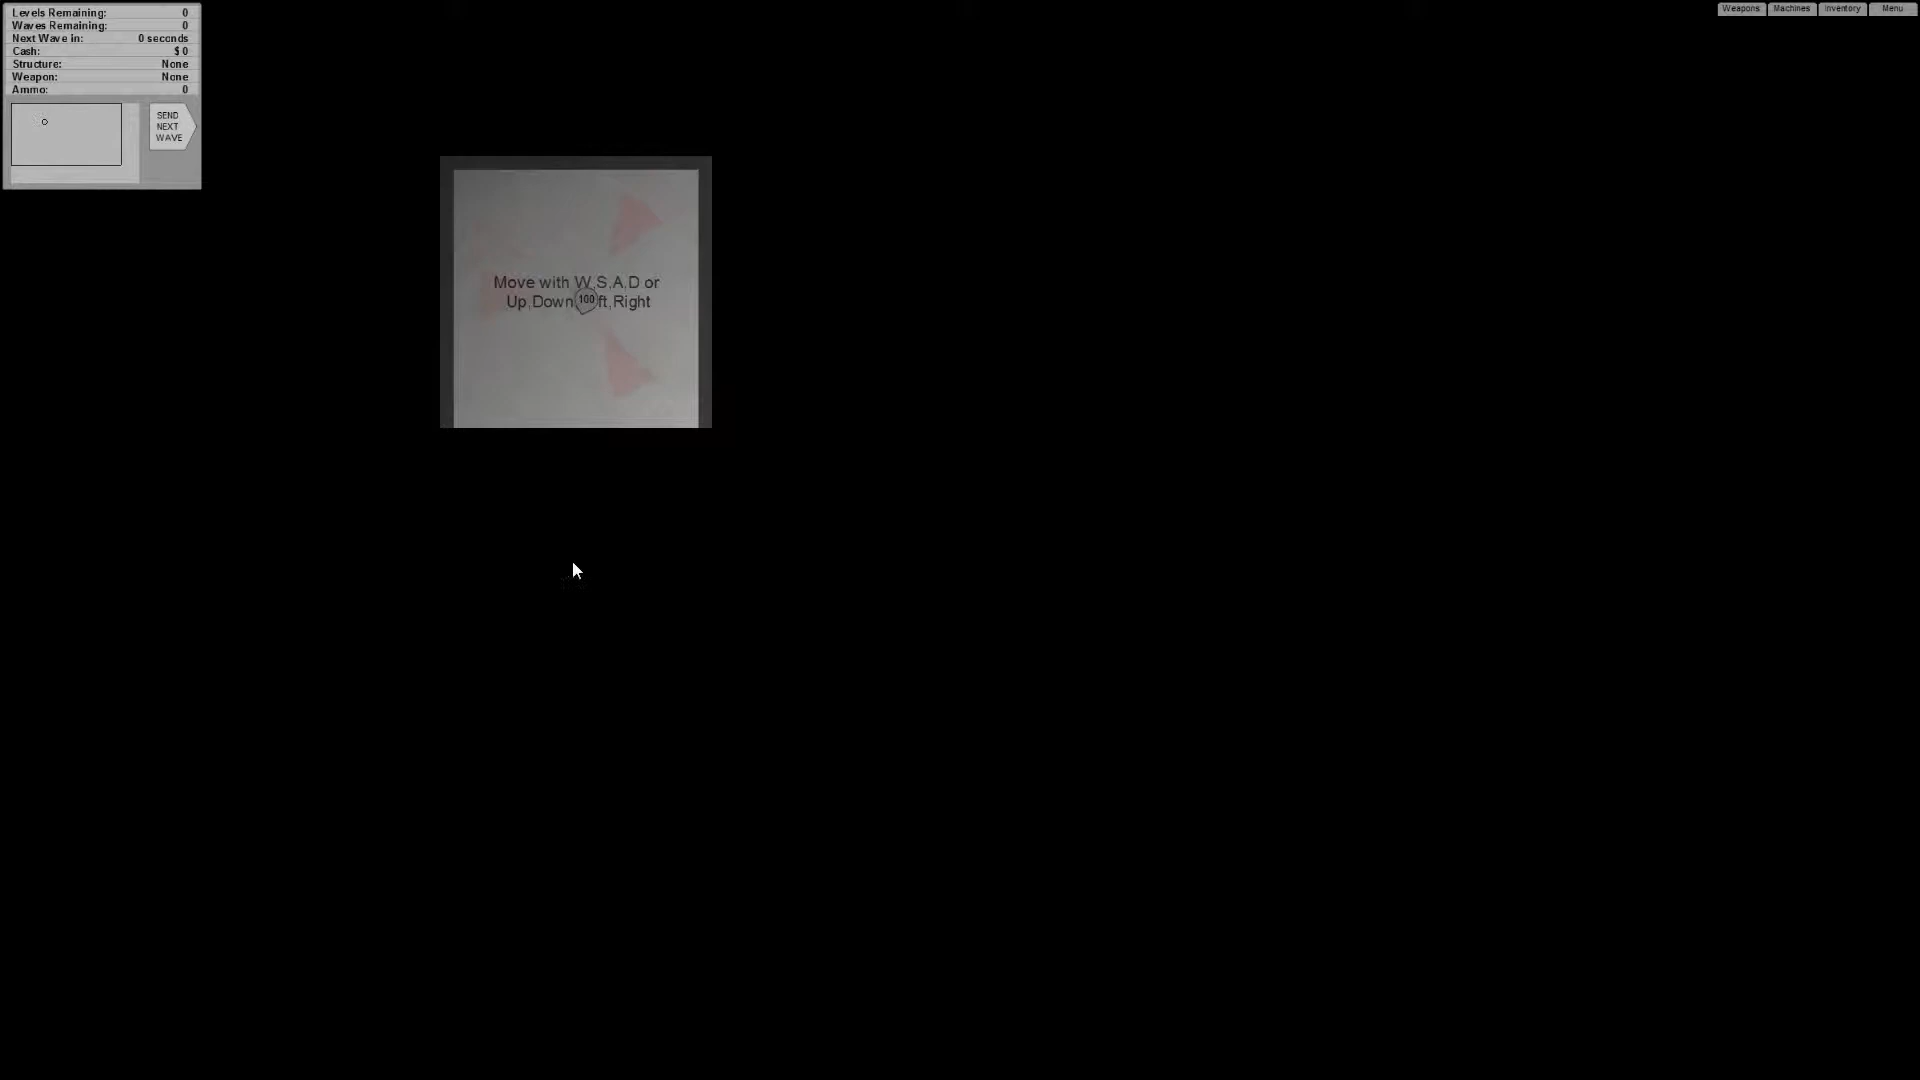 Levels Remaining: 0
Waves Remaining: 0
Next Wave in: 0 seconds
Cash: $ 0
Structure: None
Weapon: None
Ammo: 0
SEND
NEXT
WAVE
Weapons Machines Inventory Menu
Move with W,S,A,D or
Up,Down ft,Right
100